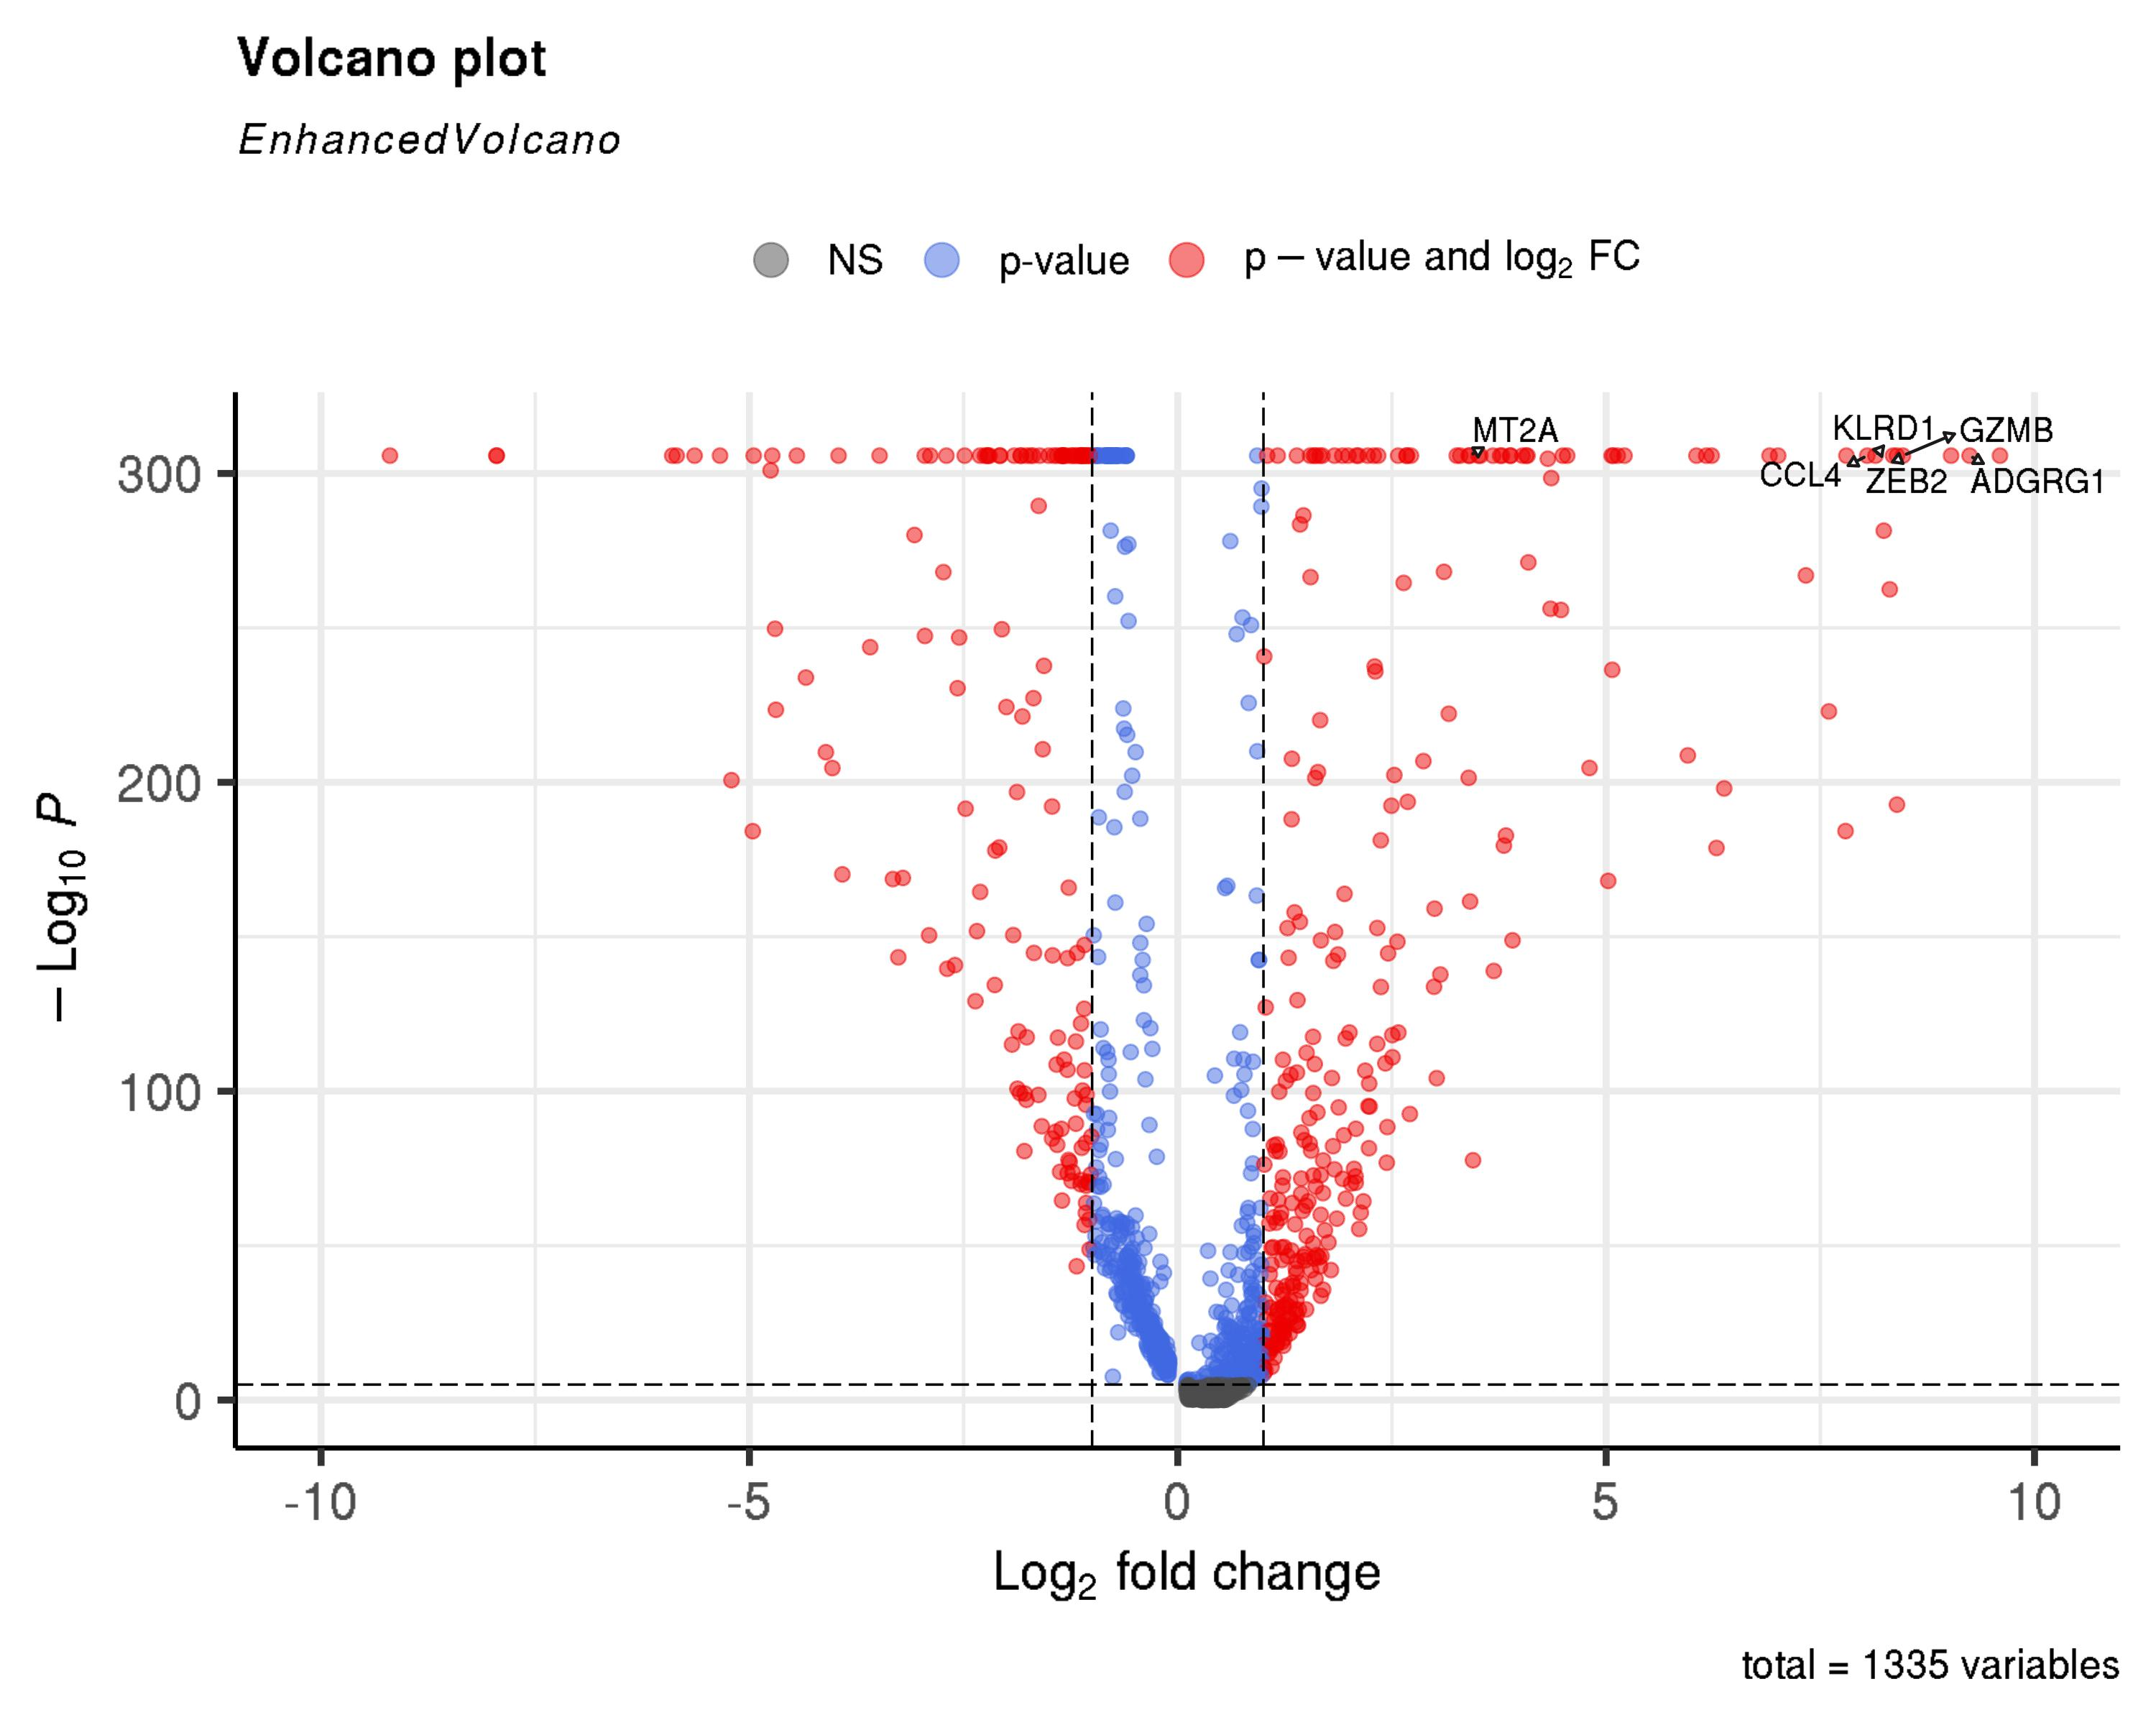 Volcano plot
EnhancedVolcano
NS p-value p − value and log₂ FC
MT2A KLRD1 GZMB
CCL4 ZEB2 ADGRG1
300
200
100
0
− Log₁₀ P
-10 -5 0 5 10
Log₂ fold change
total = 1335 variables